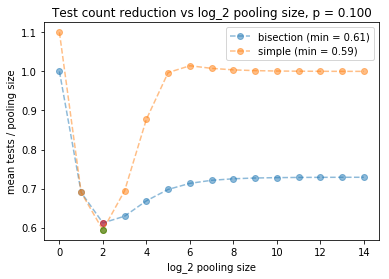 Test count reduction vs log_2 pooling size, p = 0.100
bisection (min = 0.61)
simple (min = 0.59)
mean tests / pooling size
1.1
1.0
0.9
0.8
0.7
0.6
0 2 4 6 8 10 12 14
log_2 pooling size